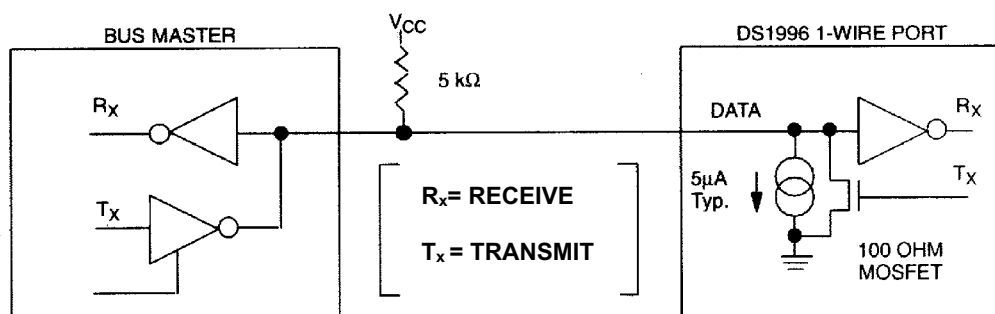 BUS MASTER
VCC
DS1996 1-WIRE PORT
5 kΩ
RX
DATA
RX
5μA
Typ.
TX
TX
Rx= RECEIVE
Tx = TRANSMIT
100 OHM
MOSFET